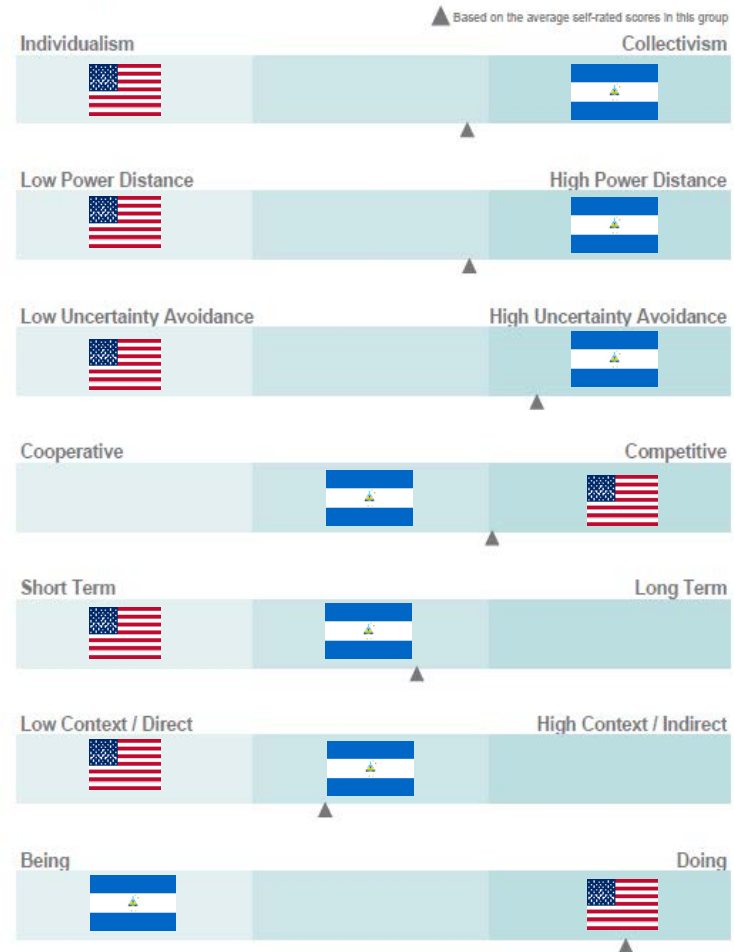 Based on the average self-rated scores in this group
Individualism Collectivism
Low Power Distance High Power Distance
Low Uncertainty Avoidance High Uncertainty Avoidance
Cooperative Competitive
Short Term Long Term
Low Context / Direct High Context / Indirect
Being Doing